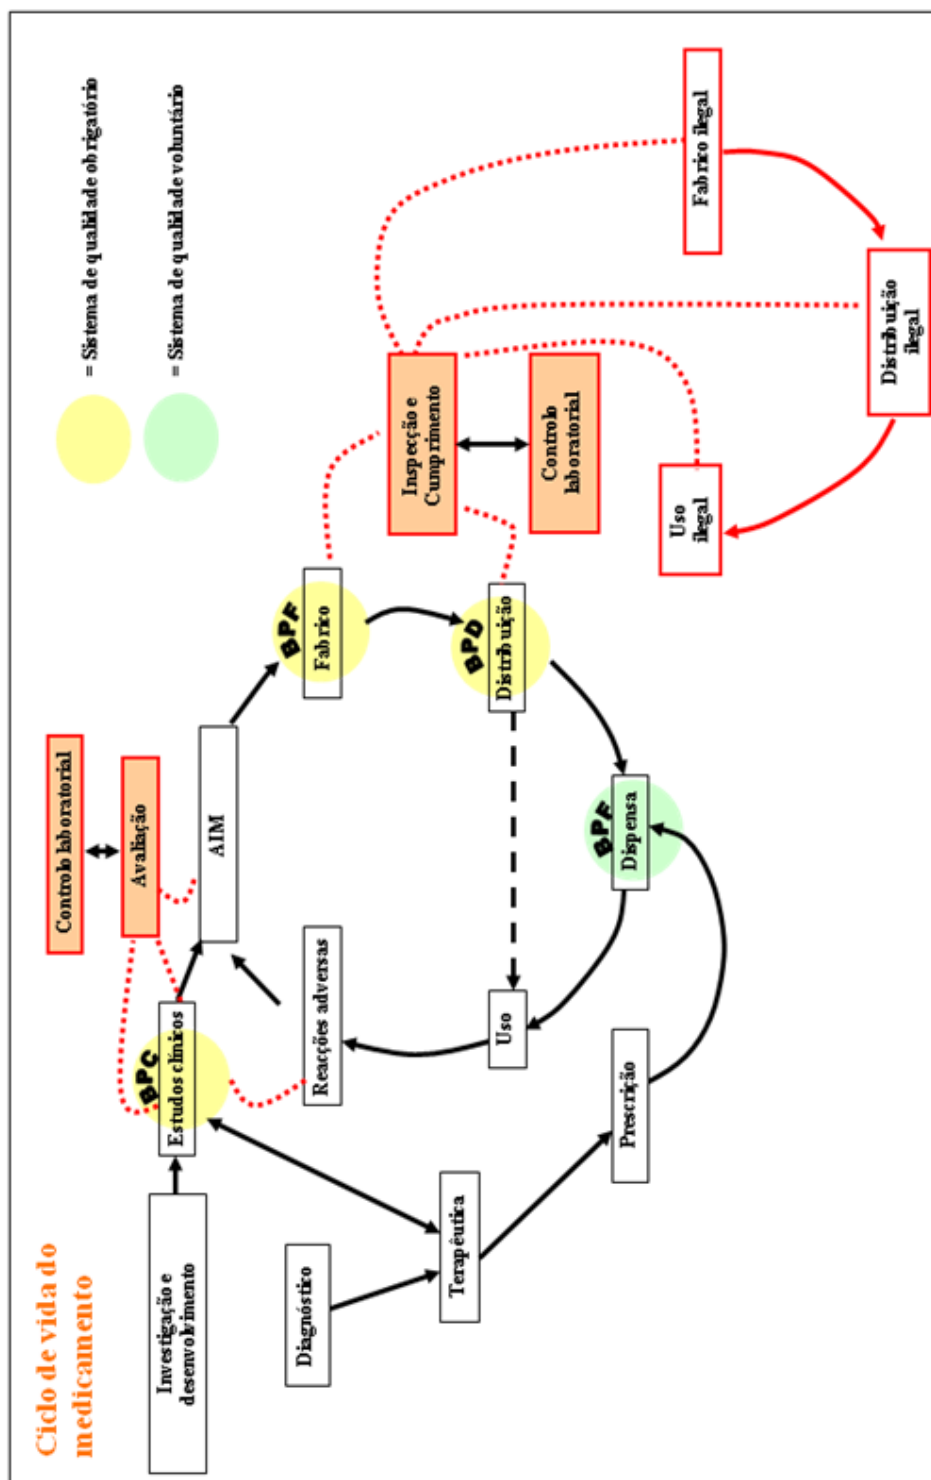 Ciclo de vida do
medicamento
= Sistema de qualidade obrigatório
= Sistema de qualidade voluntário
Controlo laboratorial
Avaliação
Investigação e
desenvolvimento
BPC
Estudos clínicos
AIM
BPF
Fabrico
Diagnóstico
Reacções adversas
Inspecção e
Cumprimento
Terapêutica
Uso
BPD
Distribuição
Controlo
laboratorial
Prescrição
BPF
Dispensa
Uso
ilegal
Fabrico ilegal
Distribuição
ilegal